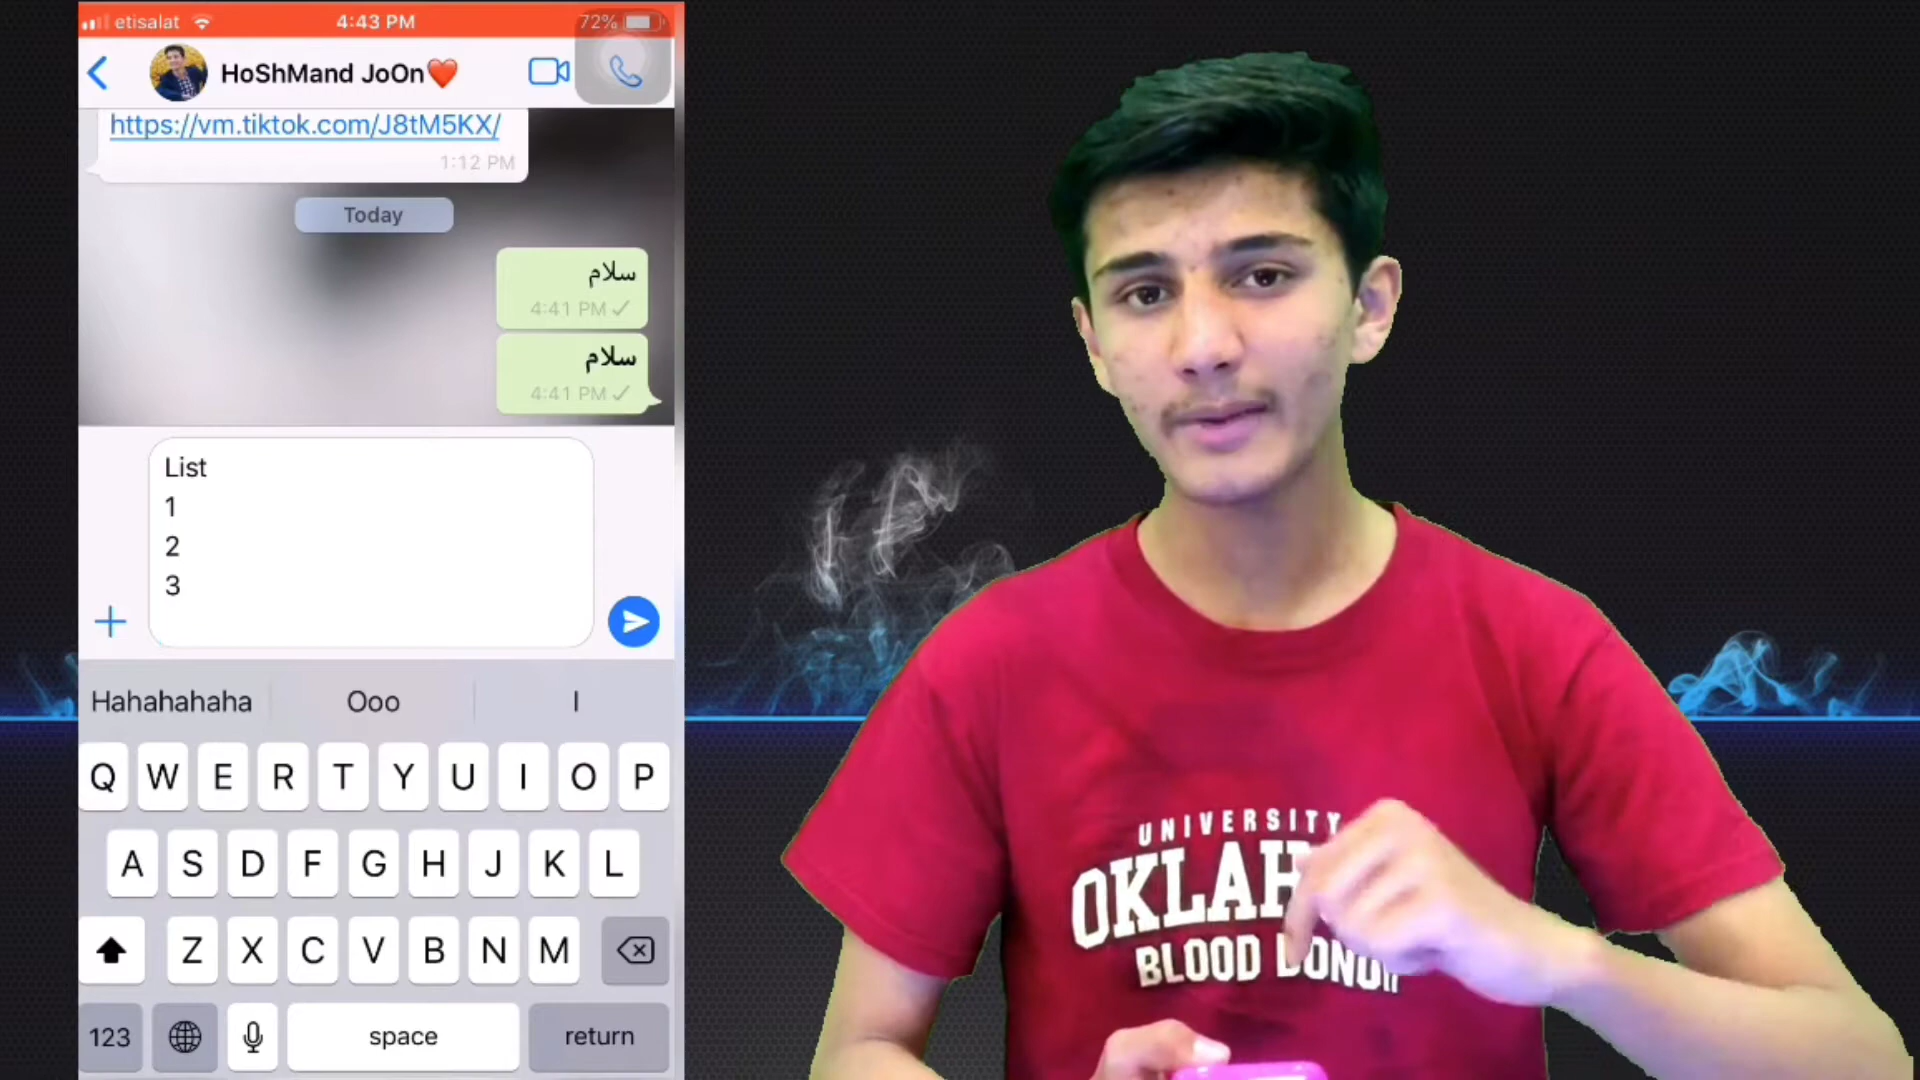 etisalat 4:43 PM 72%
HoShMand JoOn❤️
https://vm.tiktok.com/J8tM5KX/
1:12 PM
Today
سلام
4:41 PM ✓
سلام
4:41 PM ✓
List
1
2
3
Hahahahaha Ooo I
Q W E R T Y U I O P
A S D F G H J K L
Z X C V B N M
123 space return
UNIVERSITY
BLOOD